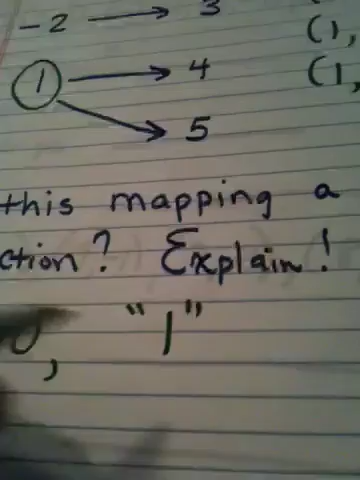 -2 → 3 (1,
1 → 4 (1,
→ 5
this mapping a
ction? Explain!
, "1"